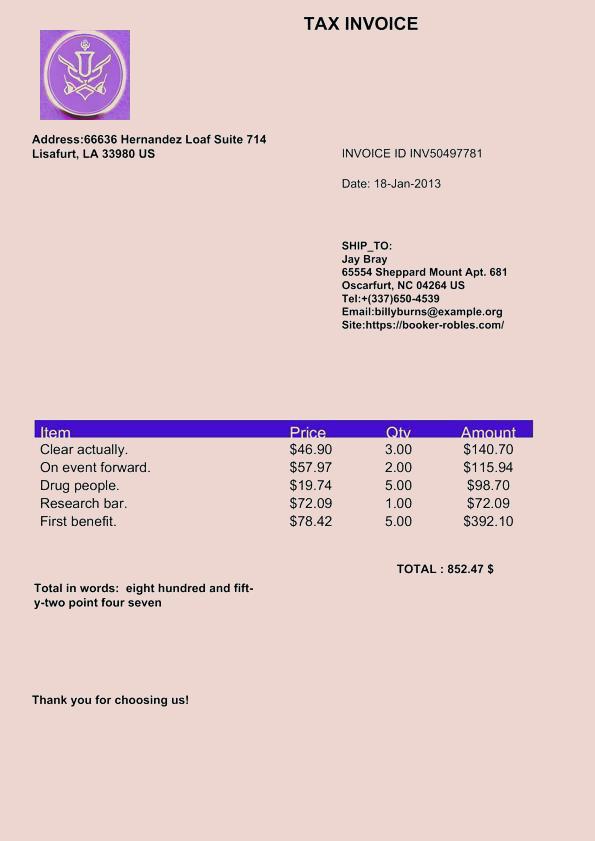 TAX INVOICE
Address:66636 Hernandez Loaf Suite 714
Lisafurt, LA 33980 US
INVOICE ID INV50497781
Date: 18-Jan-2013
SHIP_TO:
Jay Bray
65554 Sheppard Mount Apt. 681
Oscarfurt, NC 04264 US
Tel:+(337)650-4539
Email:billyburns@example.org
Site:https://booker-robles.com/
Item Price Qty Amount
Clear actually. $46.90 3.00 $140.70
On event forward. $57.97 2.00 $115.94
Drug people. $19.74 5.00 $98.70
Research bar. $72.09 1.00 $72.09
First benefit. $78.42 5.00 $392.10
TOTAL : 852.47 $
Total in words:  eight hundred and fift-
y-two point four seven
Thank you for choosing us!